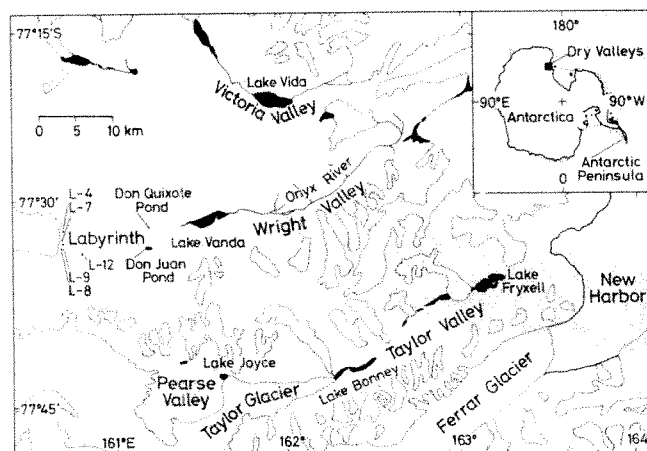 77°15'S
Lake Vida
Victoria Valley
0 5 10 km
180°
Dry Valleys
90°E
90°W
Antarctica
Antarctic
Peninsula
0
77°30'
L-4
L-7
Don Quixote
Pond
Onyx River
Wright Valley
Labyrinth
Lake Vanda
L-12
Don Juan
Pond
L-9
L-8
Lake
Fryxell
New
Harbor
Taylor Valley
Lake Joyce
Pearse
Valley
Lake Bonney
Taylor Glacier
Ferrar Glacier
77°45'
161°E
162°
163°
164°